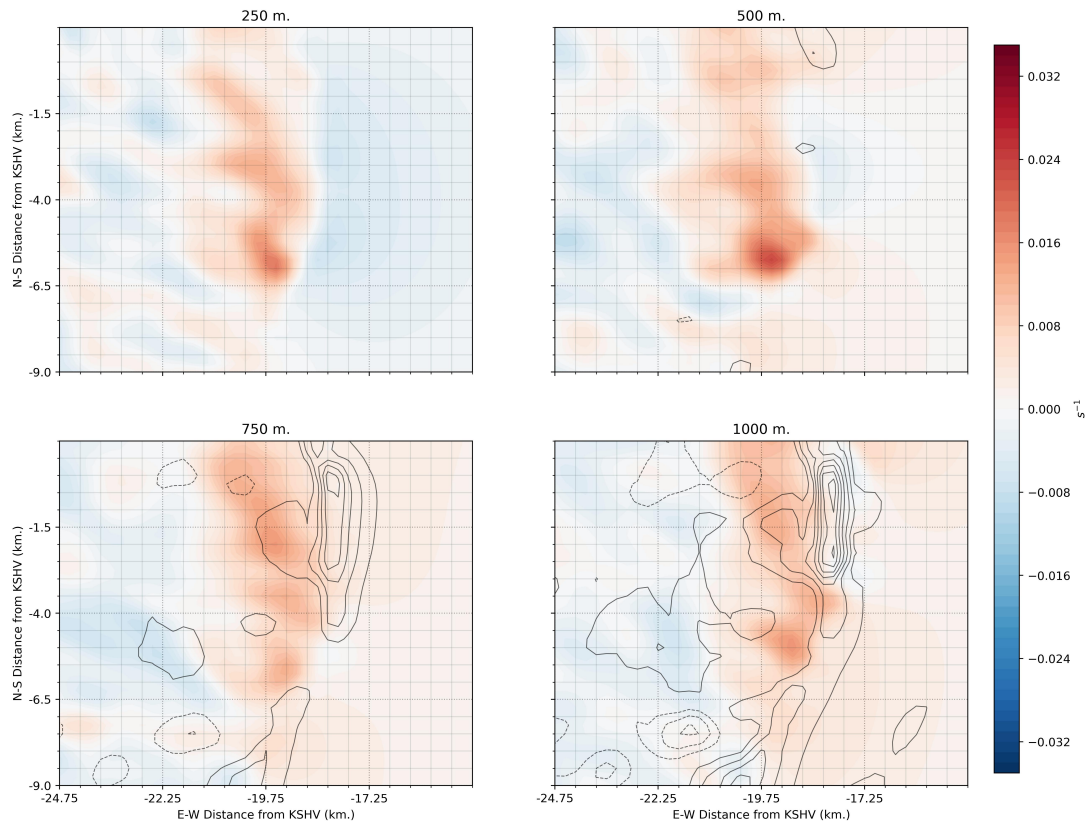 250 m.
500 m.
N-S Distance from KSHV (km.)
-1.5
-4.0
-6.5
-9.0
0.032
0.024
0.016
0.008
0.000
−0.008
−0.016
−0.024
−0.032
s−1
750 m.
1000 m.
N-S Distance from KSHV (km.)
-1.5
-4.0
-6.5
-9.0
-24.75
-22.25
-19.75
-17.25
E-W Distance from KSHV (km.)
-24.75
-22.25
-19.75
-17.25
E-W Distance from KSHV (km.)